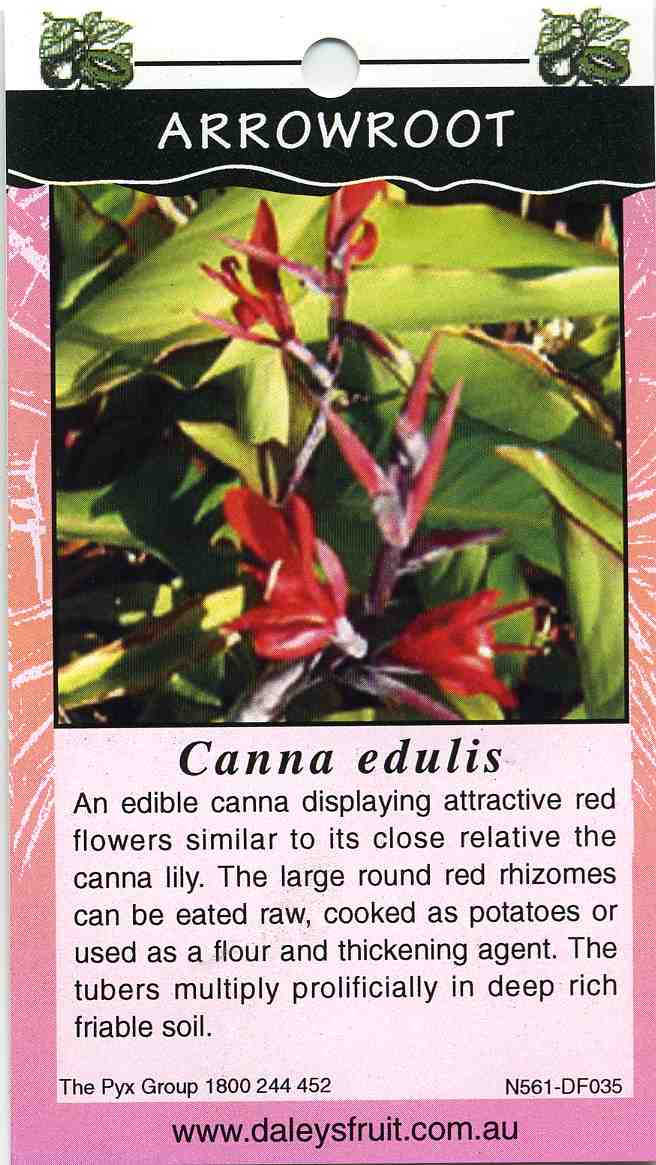 ARROWROOT
Canna edulis
An edible canna displaying attractive red
flowers similar to its close relative the
canna lily. The large round red rhizomes
can be eated raw, cooked as potatoes or
used as a flour and thickening agent. The
tubers multiply prolificially in deep rich
friable soil.
The Pyx Group 1800 244 452 N561-DF035
www.daleysfruit.com.au